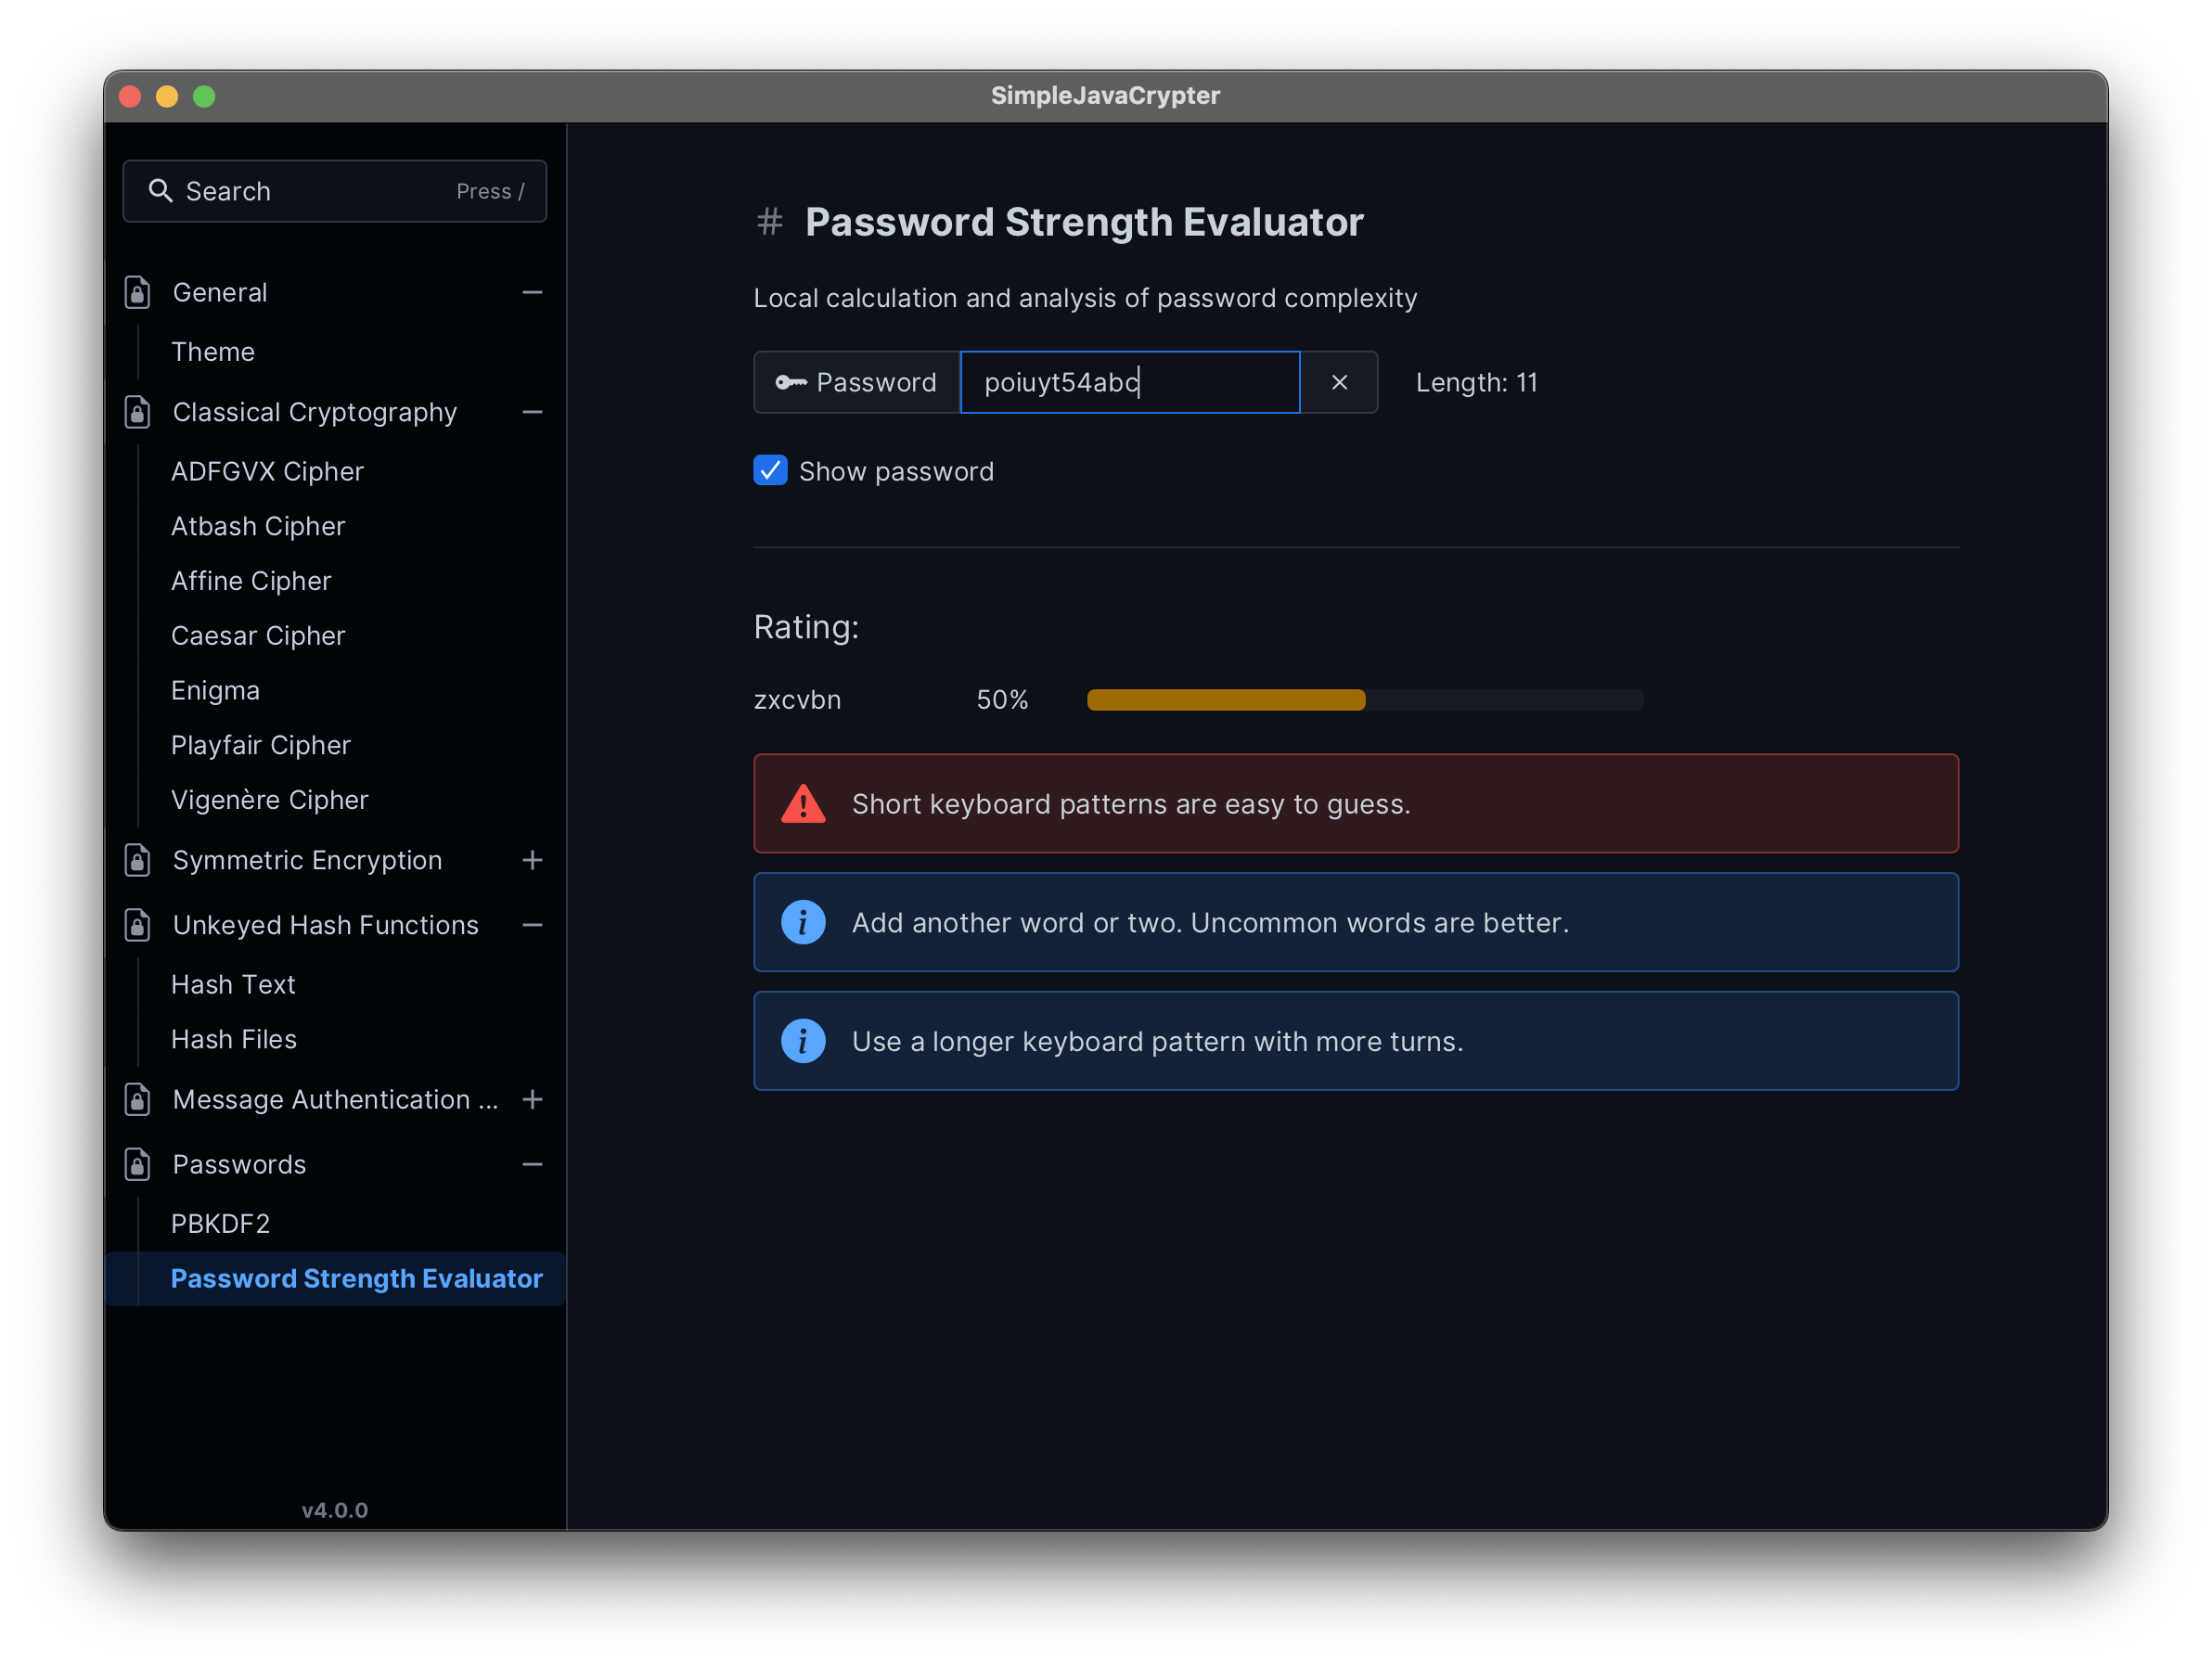 SimpleJavaCrypter
Search Press /
General
Theme
Classical Cryptography
ADFGVX Cipher
Atbash Cipher
Affine Cipher
Caesar Cipher
Enigma
Playfair Cipher
Vigenère Cipher
Symmetric Encryption
Unkeyed Hash Functions
Hash Text
Hash Files
Message Authentication ...
Passwords
PBKDF2
Password Strength Evaluator
v4.0.0
# Password Strength Evaluator
Local calculation and analysis of password complexity
Password poiuyt54abc Length: 11
Show password
Rating:
zxcvbn 50%
Short keyboard patterns are easy to guess.
Add another word or two. Uncommon words are better.
Use a longer keyboard pattern with more turns.